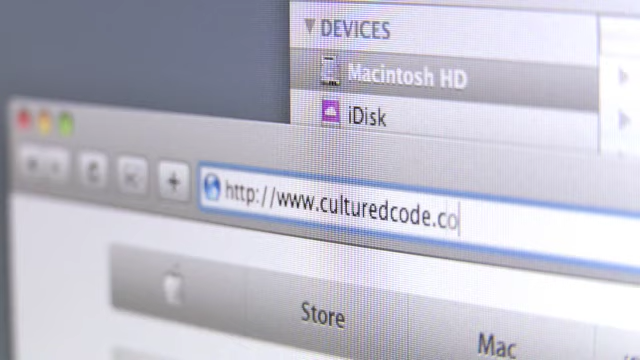 DEVICES
Macintosh HD
iDisk
http://www.culturedcode.co
Store
Mac